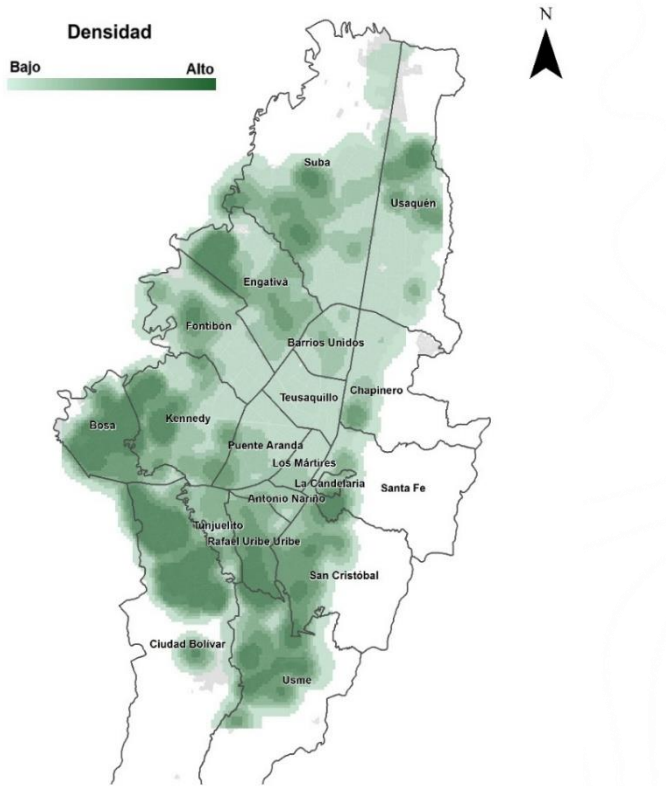 N
Densidad
Bajo Alto
Suba
Usaquén
Engativa
Fontibón
Barrios Unidos
Chapinero
Teusaquillo
Kennedy
Bosa
Puente Aranda
Los Mártires
La Candelaria
Santa Fe
Antonio Nariño
Tunjuelito
Rafael Uribe Uribe
San Cristóbal
Ciudad Bolívar
Usme